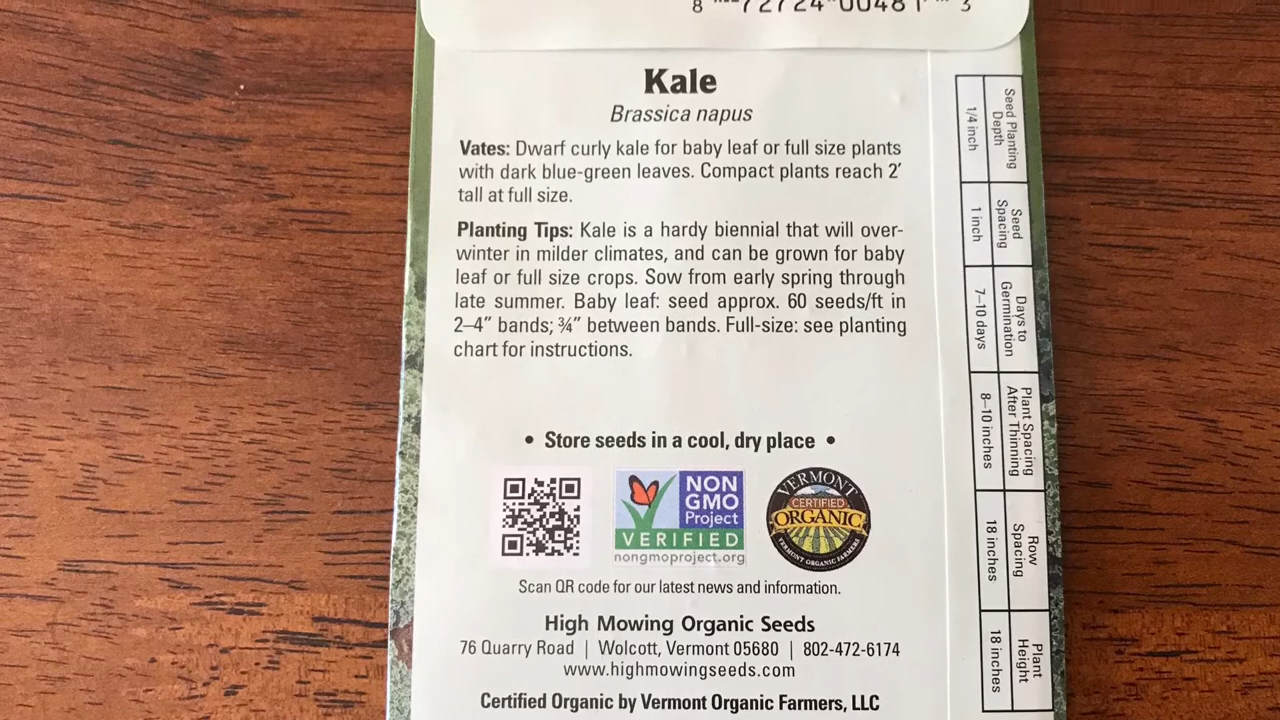 Kale
Brassica napus
Vates: Dwarf curly kale for baby leaf or full size plants
with dark blue-green leaves. Compact plants reach 2'
tall at full size.
Planting Tips: Kale is a hardy biennial that will over-
winter in milder climates, and can be grown for baby
leaf or full size crops. Sow from early spring through
late summer. Baby leaf: seed approx. 60 seeds/ft in
2–4" bands; ¾" between bands. Full-size: see planting
chart for instructions.
• Store seeds in a cool, dry place •
NON
GMO
Project
VERIFIED
nongmoproject.org
VERMONT
CERTIFIED
ORGANIC
VERMONT ORGANIC FARMERS
Scan QR code for our latest news and information.
High Mowing Organic Seeds
76 Quarry Road | Wolcott, Vermont 05680 | 802-472-6174
www.highmowingseeds.com
Certified Organic by Vermont Organic Farmers, LLC
Seed Planting
Depth
1/4 inch
Seed
Spacing
1 inch
Days to
Germination
7–10 days
Plant Spacing
After Thinning
8–10 inches
Row
Spacing
18 inches
Plant
Height
18 inches